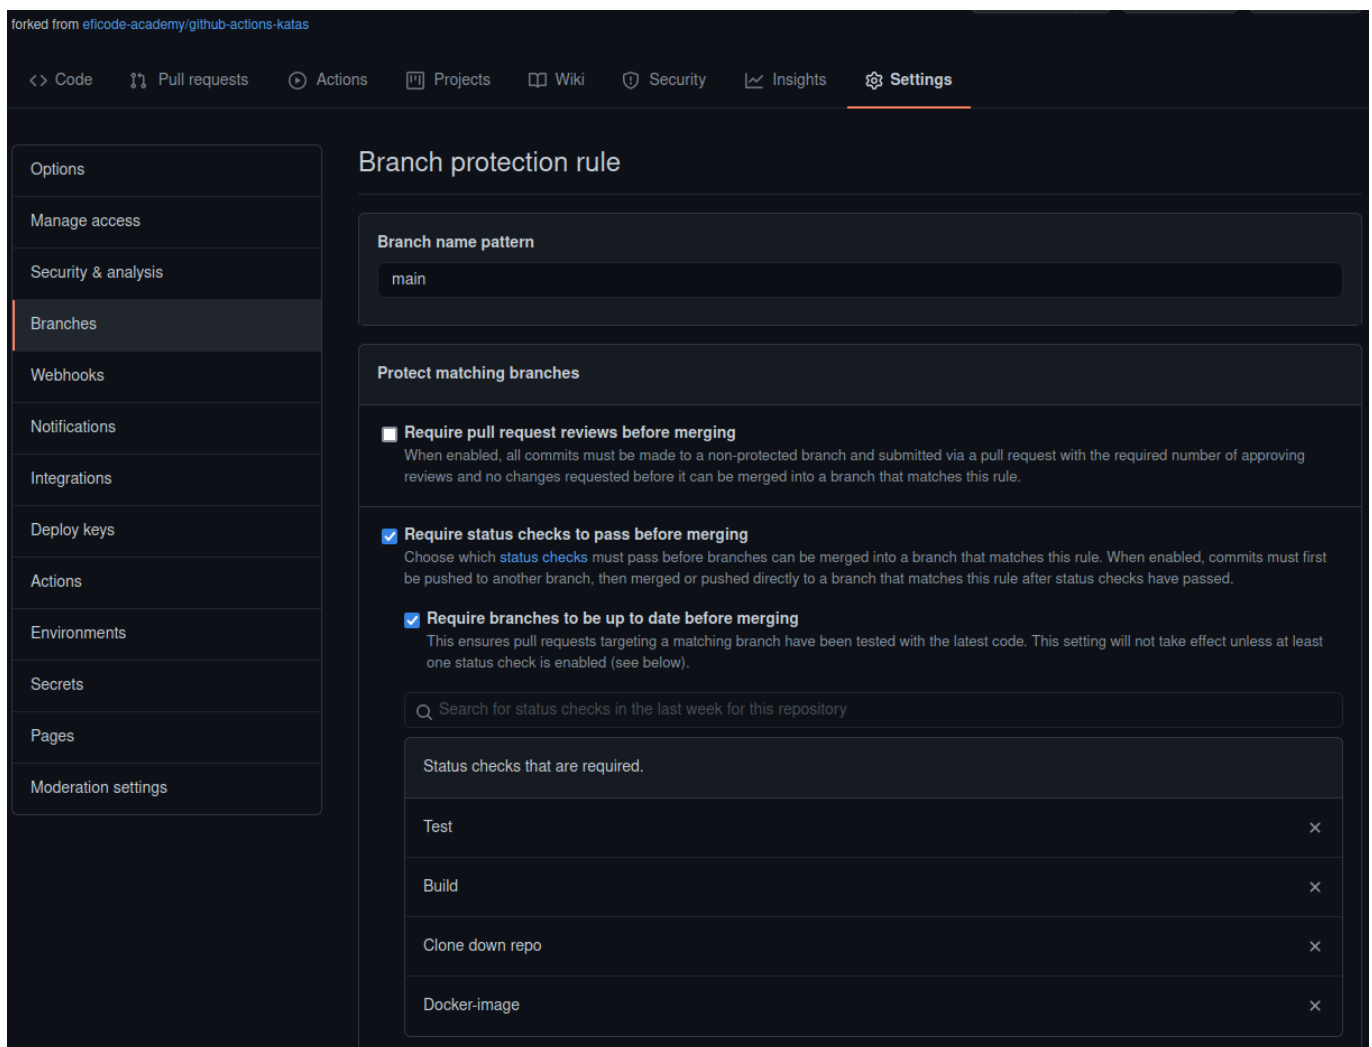 forked from eficode-academy/github-actions-katas
Code Pull requests Actions Projects Wiki Security Insights Settings
Options
Manage access
Security & analysis
Branches
Webhooks
Notifications
Integrations
Deploy keys
Actions
Environments
Secrets
Pages
Moderation settings
Branch protection rule
Branch name pattern
main
Protect matching branches
Require pull request reviews before merging
When enabled, all commits must be made to a non-protected branch and submitted via a pull request with the required number of approving
reviews and no changes requested before it can be merged into a branch that matches this rule.
Require status checks to pass before merging
Choose which status checks must pass before branches can be merged into a branch that matches this rule. When enabled, commits must first
be pushed to another branch, then merged or pushed directly to a branch that matches this rule after status checks have passed.
Require branches to be up to date before merging
This ensures pull requests targeting a matching branch have been tested with the latest code. This setting will not take effect unless at least
one status check is enabled (see below).
Search for status checks in the last week for this repository
Status checks that are required.
Test
Build
Clone down repo
Docker-image